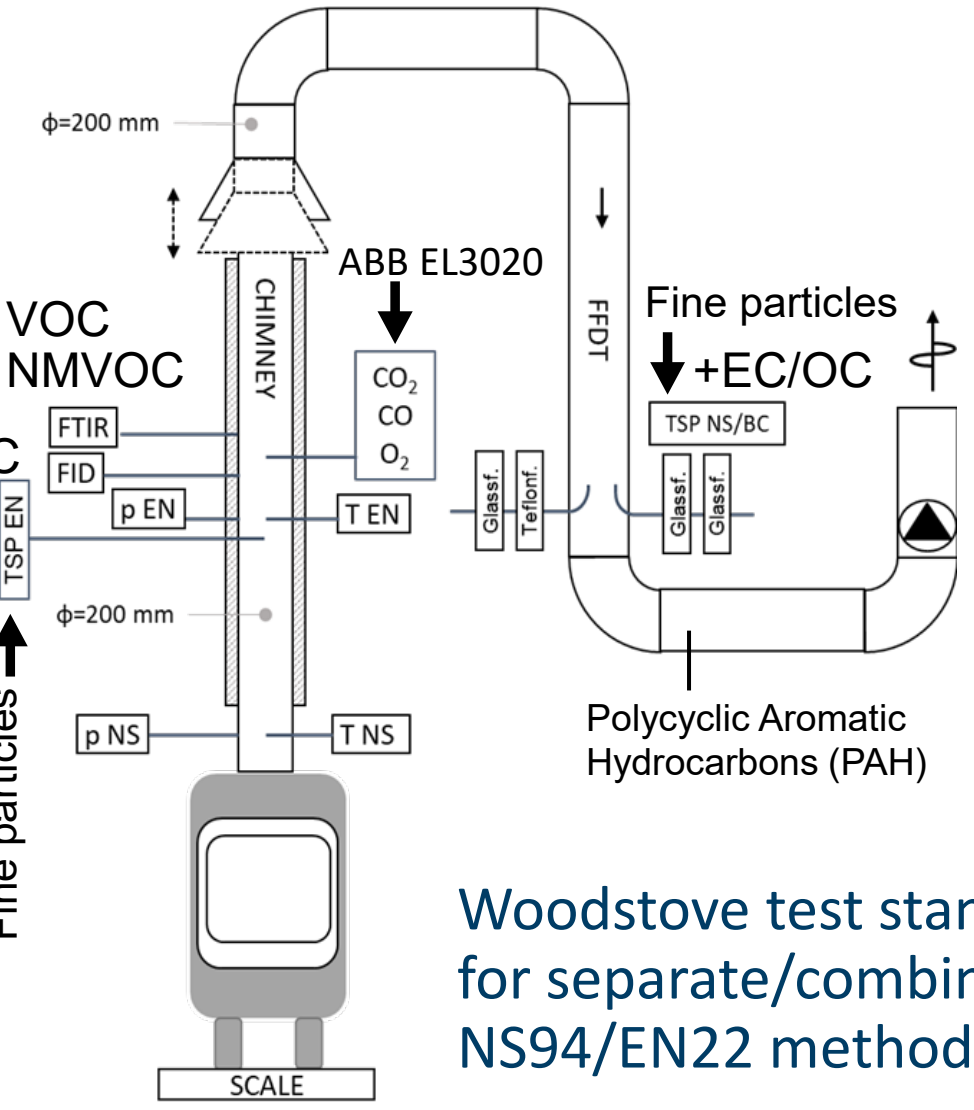 ϕ=200 mm
ABB EL3020
CHIMNEY
VOC
NMVOC
CO₂
CO
O₂
FTIR
FID
p EN
T EN
TSP EN
ϕ=200 mm
Fine particles
p NS
T NS
SCALE
FFDT
Fine particles
+EC/OC
TSP NS/BC
Glassf.
Teflonf.
Glassf.
Glassf.
Polycyclic Aromatic
Hydrocarbons (PAH)
Woodstove test
for separate/
NS94/EN22 method